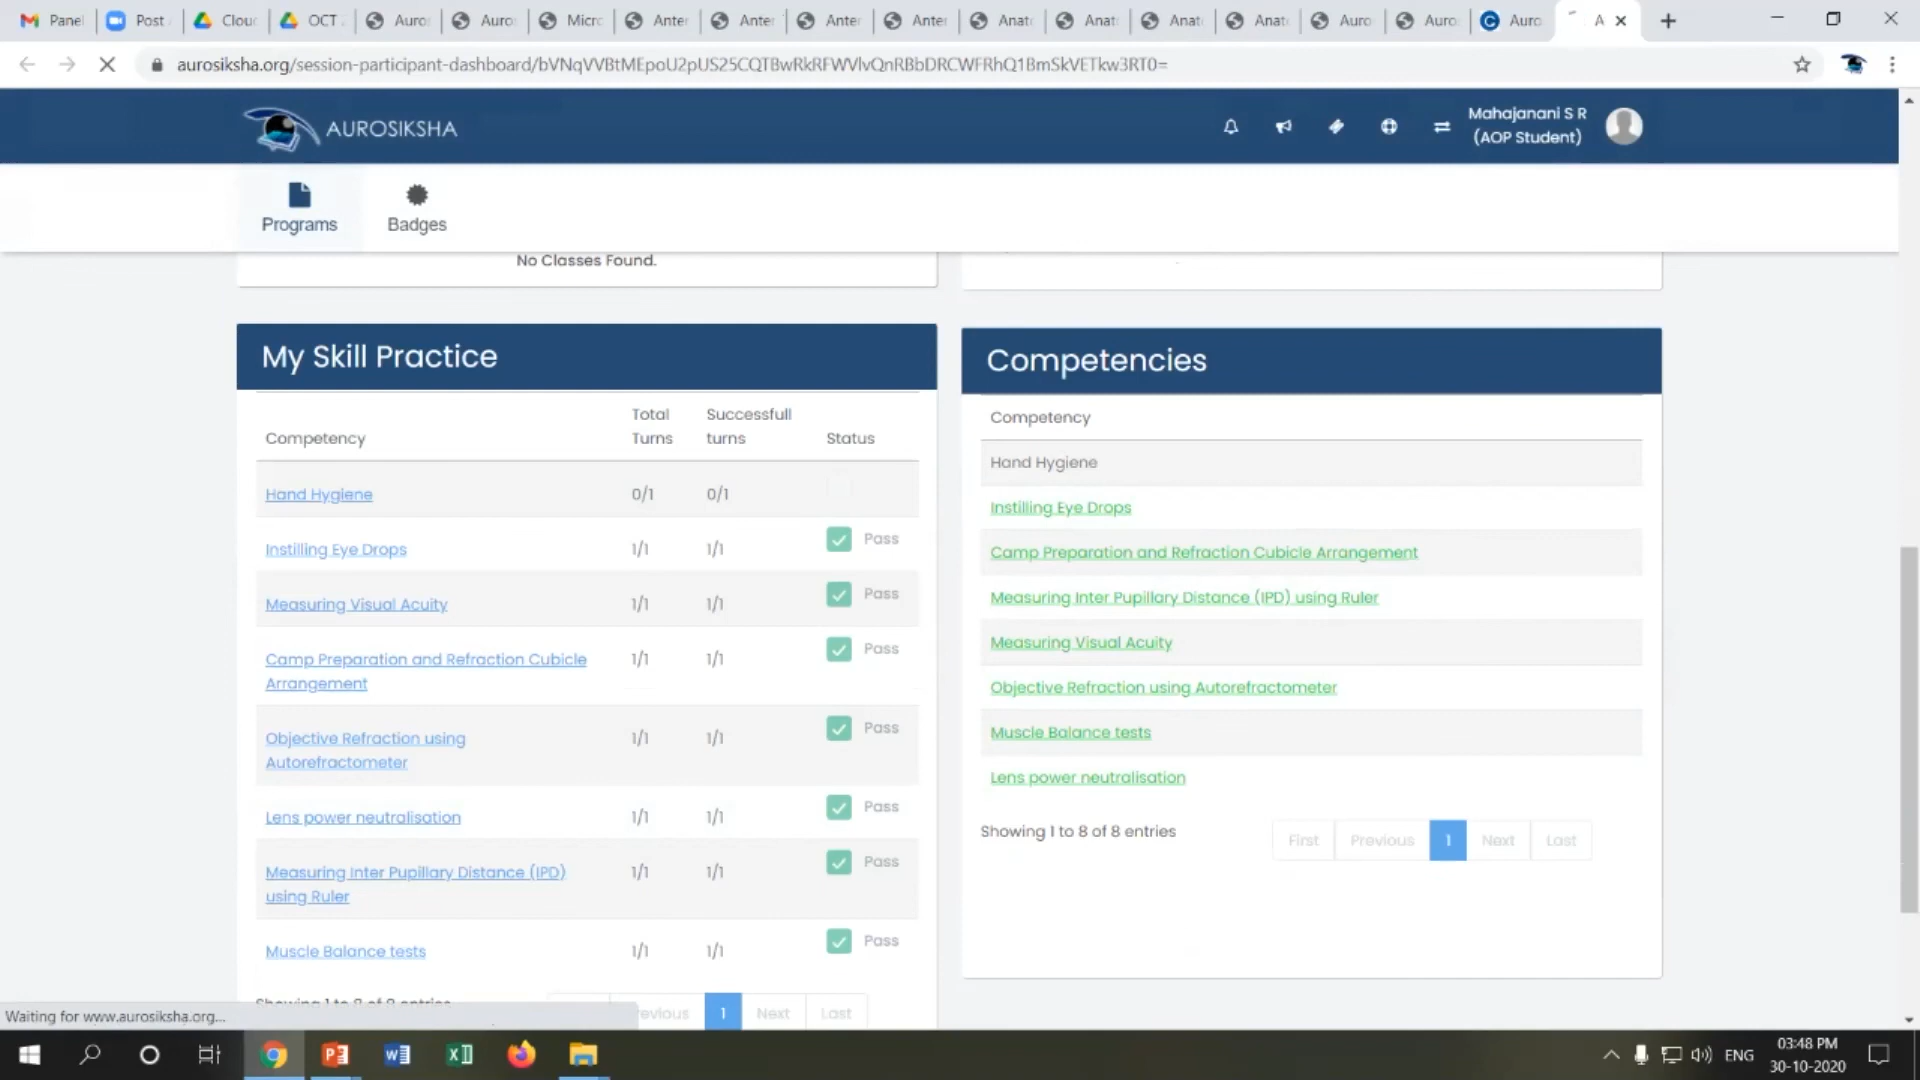 Panel
Post
Clou
OCT
Auro
Auro
Micro
Anter
Anter
Anter
Anter
Anat
Anat
Anat
Anat
Auro
Auro
Auro
A
aurosiksha.org/session-participant-dashboard/bVNqVVBtMEpoU2pUS25CQTBwRkRFWVlvQnRBbDRCWFRhQ1BmSkVETkw3RT0=
AUROSIKSHA
Mahajanani S R
(AOP Student)
Programs
Badges
No Classes Found.
My Skill Practice
Competency
Total Turns
Successfull turns
Status
Hand Hygiene 0/1 0/1
Instilling Eye Drops 1/1 1/1 Pass
Measuring Visual Acuity 1/1 1/1 Pass
Camp Preparation and Refraction Cubicle
Arrangement
1/1 1/1 Pass
Objective Refraction using
Autorefractometer
1/1 1/1 Pass
Lens power neutralisation 1/1 1/1 Pass
Measuring Inter Pupillary Distance (IPD)
using Ruler
1/1 1/1 Pass
Muscle Balance tests 1/1 1/1 Pass
Showing 1 to 8 of 8 entries
evious 1 Next Last
Competencies
Competency
Hand Hygiene
Instilling Eye Drops
Camp Preparation and Refraction Cubicle Arrangement
Measuring Inter Pupillary Distance (IPD) using Ruler
Measuring Visual Acuity
Objective Refraction using Autorefractometer
Muscle Balance tests
Lens power neutralisation
Showing 1 to 8 of 8 entries
First Previous 1 Next Last
Waiting for www.aurosiksha.org...
ENG
03:48 PM
30-10-2020